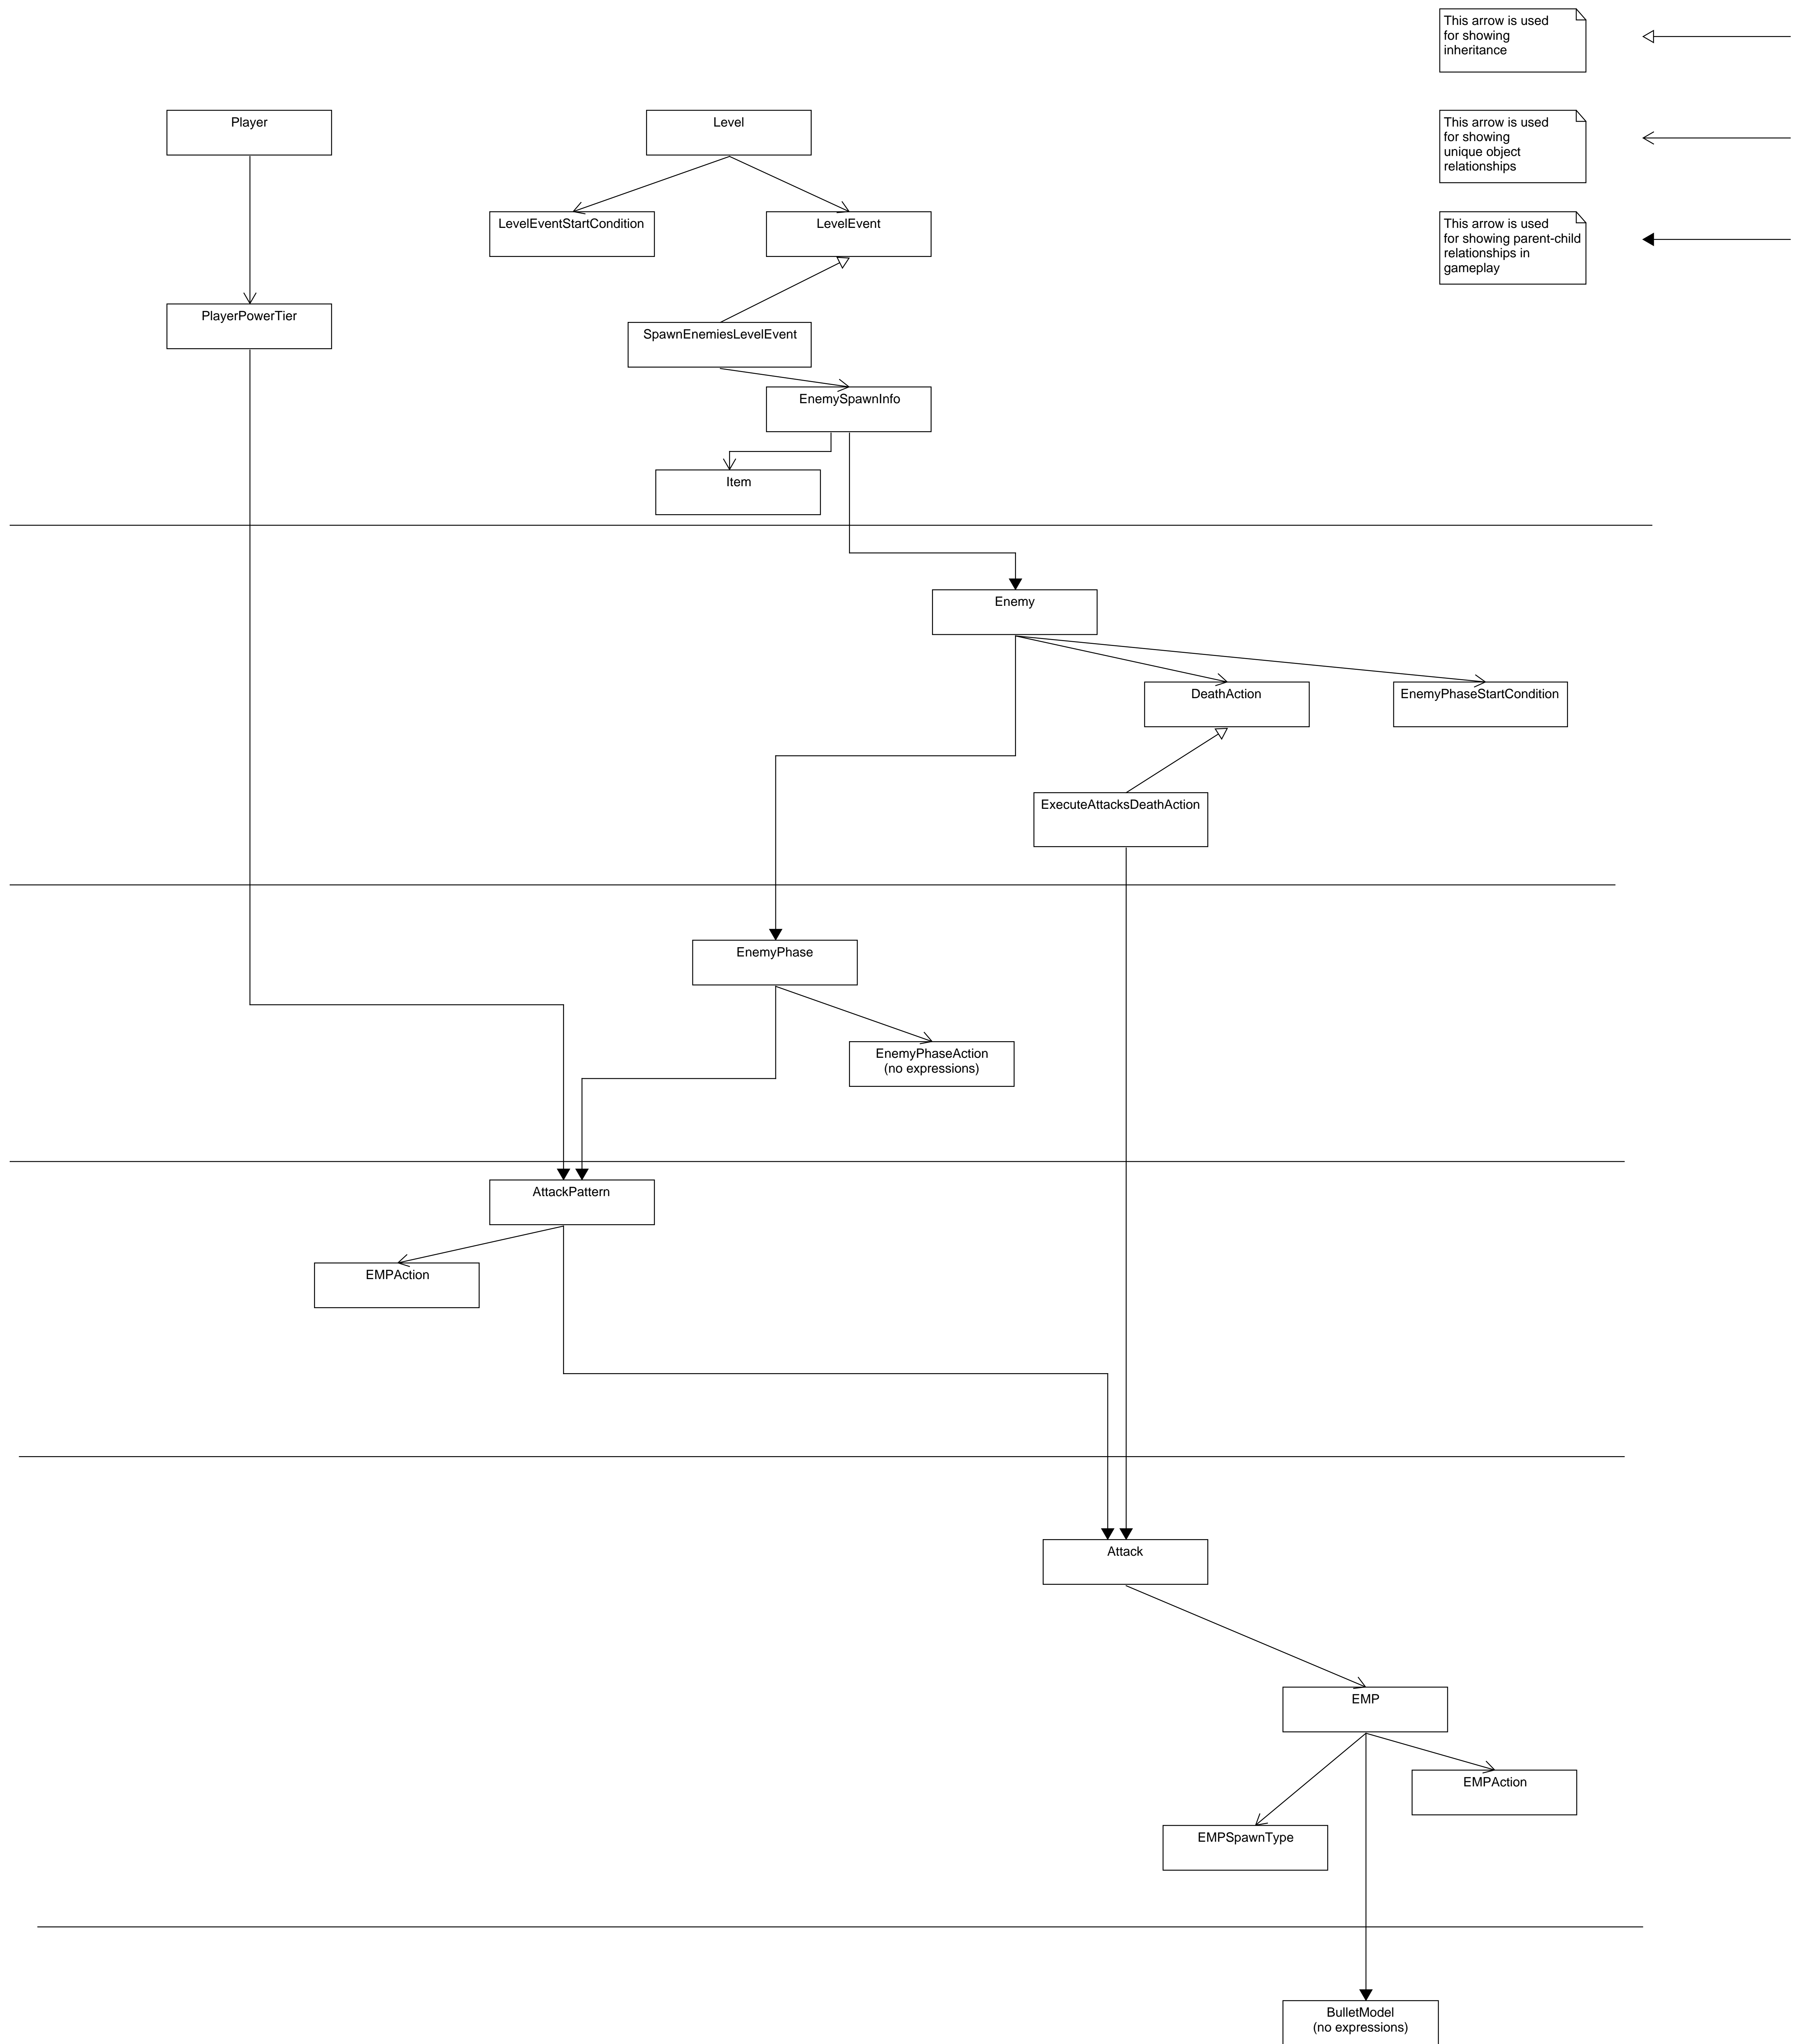 This arrow is used
for showing
inheritance
Player
Level
This arrow is used
for showing
unique object
relationships
LevelEventStartCondition
LevelEvent
This arrow is used
for showing parent-child
relationships in
gameplay
PlayerPowerTier
SpawnEnemiesLevelEvent
EnemySpawnInfo
Item
Enemy
DeathAction
EnemyPhaseStartCondition
ExecuteAttacksDeathAction
EnemyPhase
EnemyPhaseAction
(no expressions)
AttackPattern
EMPAction
Attack
EMP
EMPAction
EMPSpawnType
BulletModel
(no expressions)